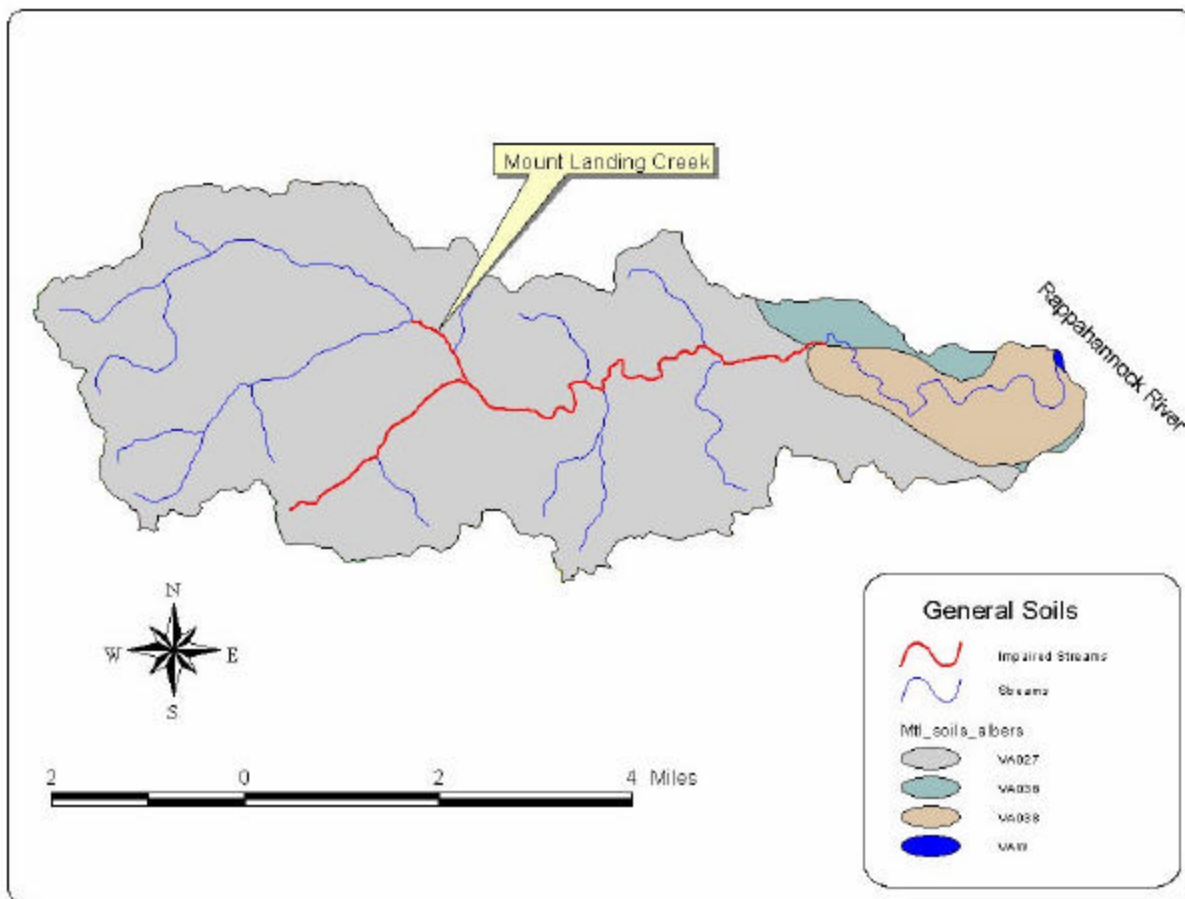 Mount Landing Creek
Rappahannock River
N
W
E
S
2
0
2
4 Miles
General Soils
Impaired Streams
Streams
Mtl_soils_albers
VA027
VA036
VA038